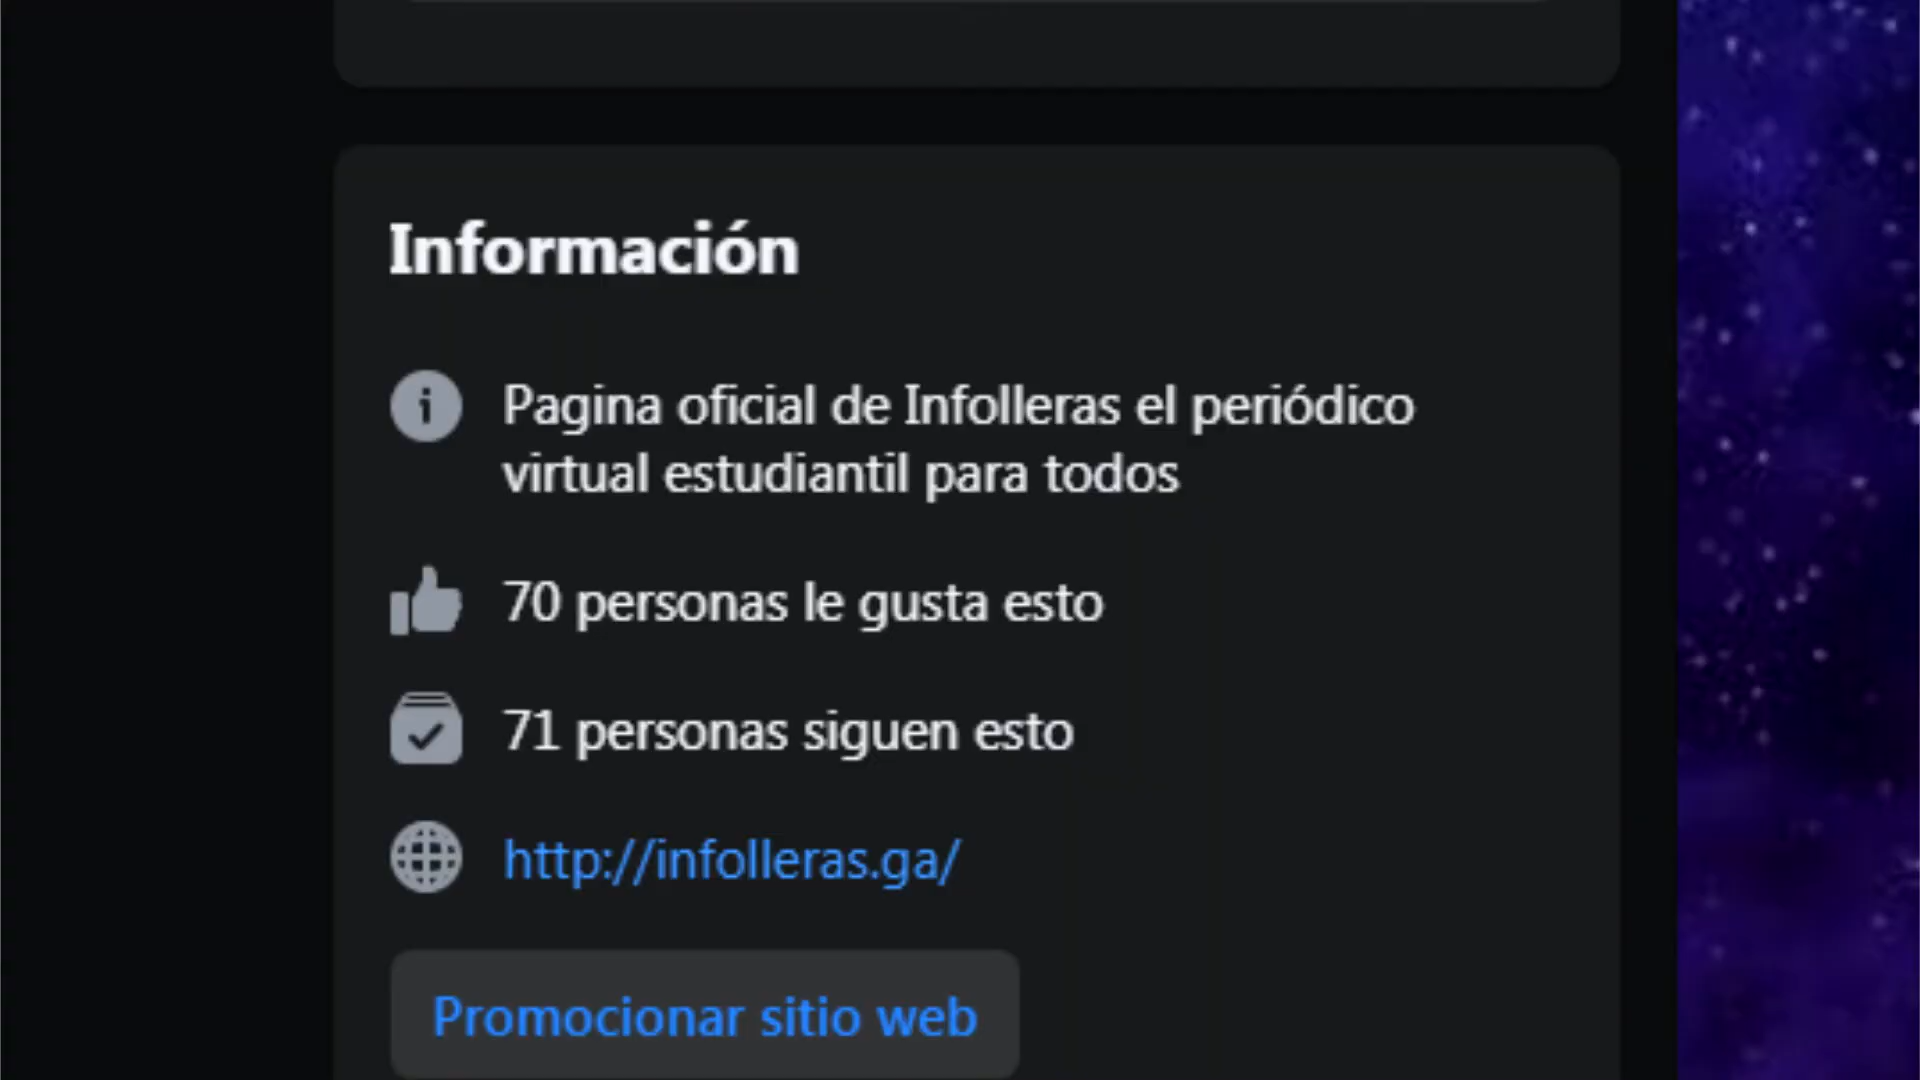 Información
Pagina oficial de Infolleras el periódico
virtual estudiantil para todos
70 personas le gusta esto
71 personas siguen esto
http://infolleras.ga/
Promocionar sitio web